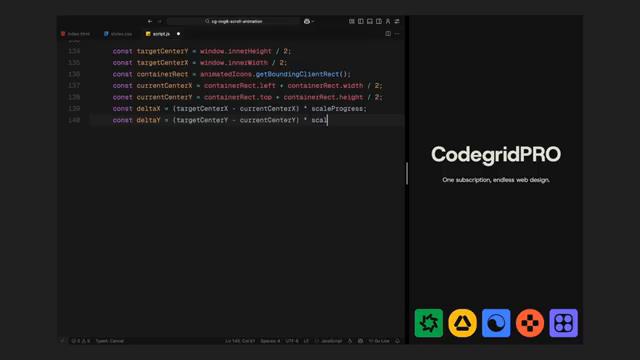 cg-mgtk-scroll-animation
index.html
styles.css
script.js
134 const targetCenterY = window.innerHeight / 2;
135 const targetCenterX = window.innerWidth / 2;
136 const containerRect = animatedIcons.getBoundingClientRect();
137 const currentCenterX = containerRect.left + containerRect.width / 2;
138 const currentCenterY = containerRect.top + containerRect.height / 2;
139 const deltaX = (targetCenterX - currentCenterX) * scaleProgress;
140 const deltaY = (targetCenterY - currentCenterY) * scal
CodegridPRO
One subscription, endless web design.
Ln 140, Col 61
Spaces: 4
UTF-8
LF
JavaScript
Go Live